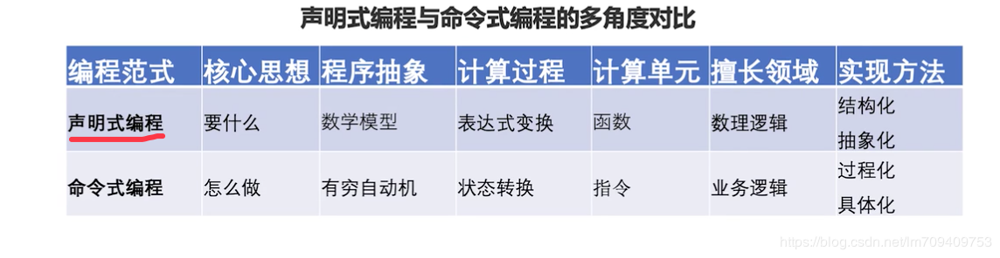 声明式编程与命令式编程的多角度对比
编程范式 核心思想 程序抽象 计算过程 计算单元 擅长领域 实现方法
声明式编程 要什么 数学模型 表达式变换 函数 数理逻辑 结构化
抽象化
命令式编程 怎么做 有穷自动机 状态转换 指令 业务逻辑 过程化
具体化
https://blog.csdn.net/lm709409753